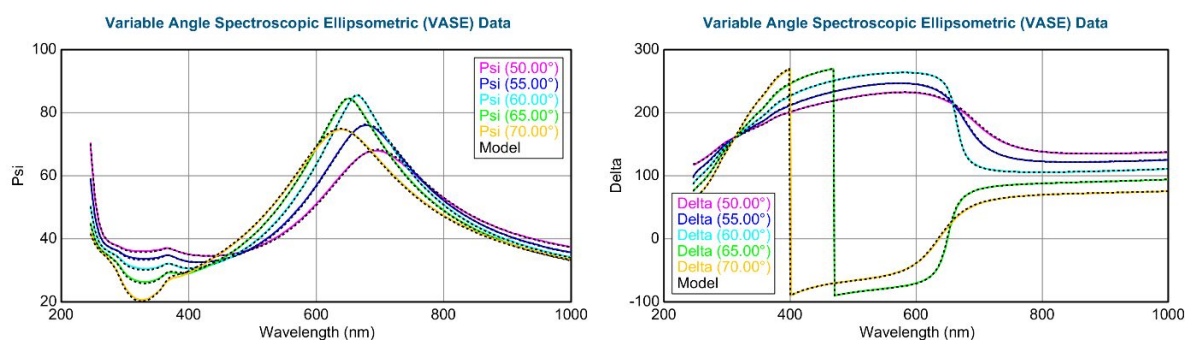 Variable Angle Spectroscopic Ellipsometric (VASE) Data
100
80
60
40
20
Psi
Psi (50.00°)
Psi (55.00°)
Psi (60.00°)
Psi (65.00°)
Psi (70.00°)
Model
200 400 600 800 1000
Wavelength (nm)
Variable Angle Spectroscopic Ellipsometric (VASE) Data
300
200
100
0
-100
Delta
Delta (50.00°)
Delta (55.00°)
Delta (60.00°)
Delta (65.00°)
Delta (70.00°)
Model
200 400 600 800 1000
Wavelength (nm)